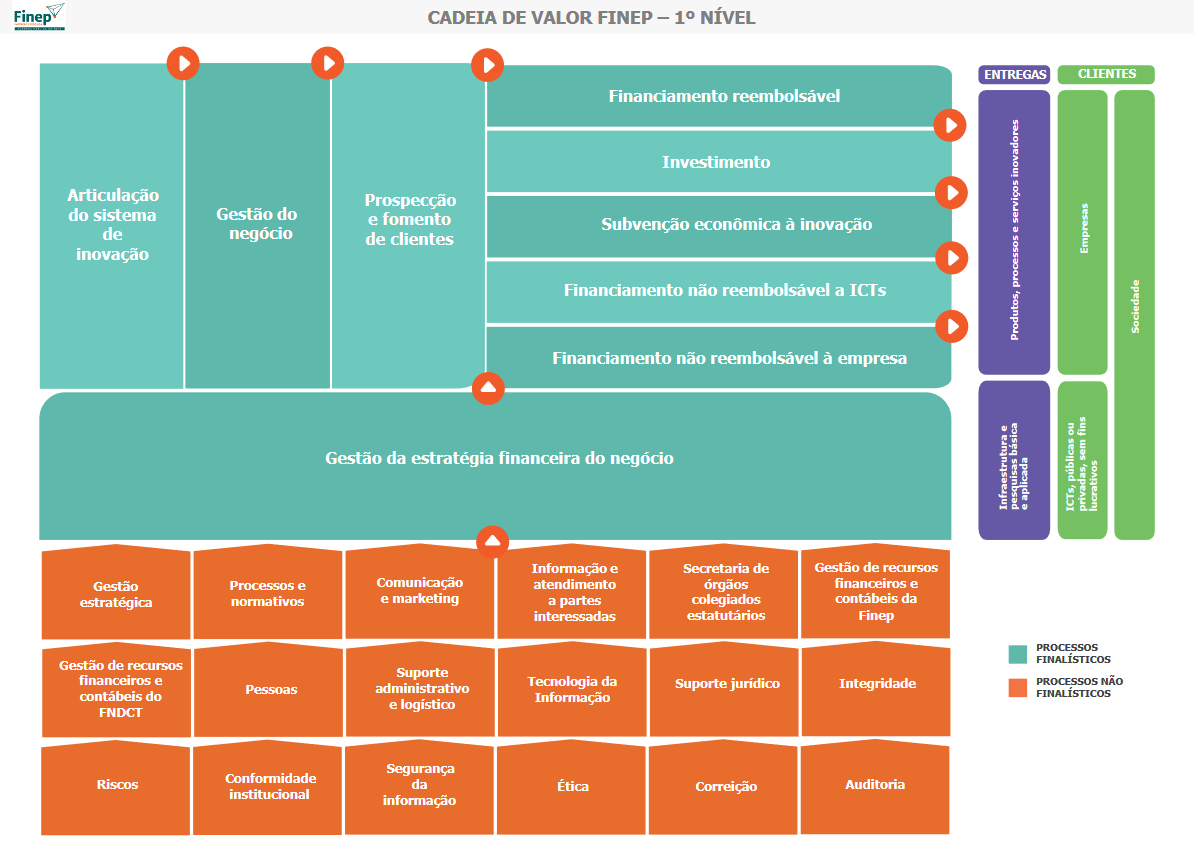 Finep
CADEIA DE VALOR FINEP – 1º NÍVEL
Articulação
do sistema
de
inovação
Gestão do
negócio
Prospecção
e fomento
de clientes
Financiamento reembolsável
Investimento
Subvenção econômica à inovação
Financiamento não reembolsável a ICTs
Financiamento não reembolsável à empresa
ENTREGAS
CLIENTES
Produtos, processos e serviços inovadores
Empresas
Sociedade
Infraestrutura e
pesquisas básica
e aplicada
ICTs, públicas ou
privadas, sem fins
lucrativos
Gestão da estratégia financeira do negócio
Gestão
estratégica
Processos e
normativos
Comunicação
e marketing
Informação e
atendimento
a partes
interessadas
Secretaria de
órgãos
colegiados
estatutários
Gestão de recursos
financeiros e
contábeis da
Finep
Gestão de recursos
financeiros e
contábeis do
FNDCT
Pessoas
Suporte
administrativo
e logístico
Tecnologia da
Informação
Suporte jurídico
Integridade
Riscos
Conformidade
institucional
Segurança
da
informação
Ética
Correição
Auditoria
PROCESSOS
FINALÍSTICOS
PROCESSOS NÃO
FINALÍSTICOS